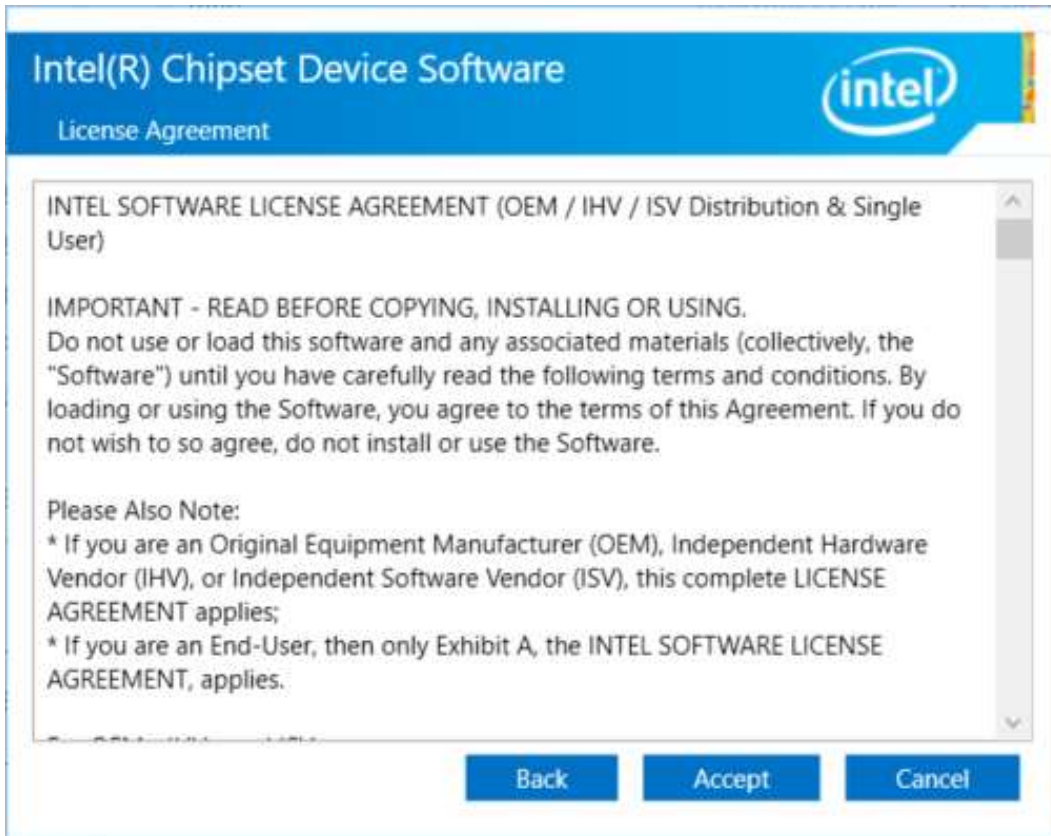 Intel(R) Chipset Device Software
intel
License Agreement
INTEL SOFTWARE LICENSE AGREEMENT (OEM / IHV / ISV Distribution & Single
User)
IMPORTANT - READ BEFORE COPYING, INSTALLING OR USING.
Do not use or load this software and any associated materials (collectively, the
"Software") until you have carefully read the following terms and conditions. By
loading or using the Software, you agree to the terms of this Agreement. If you do
not wish to so agree, do not install or use the Software.
Please Also Note:
* If you are an Original Equipment Manufacturer (OEM), Independent Hardware
Vendor (IHV), or Independent Software Vendor (ISV), this complete LICENSE
AGREEMENT applies;
* If you are an End-User, then only Exhibit A, the INTEL SOFTWARE LICENSE
AGREEMENT, applies.
Back
Accept
Cancel